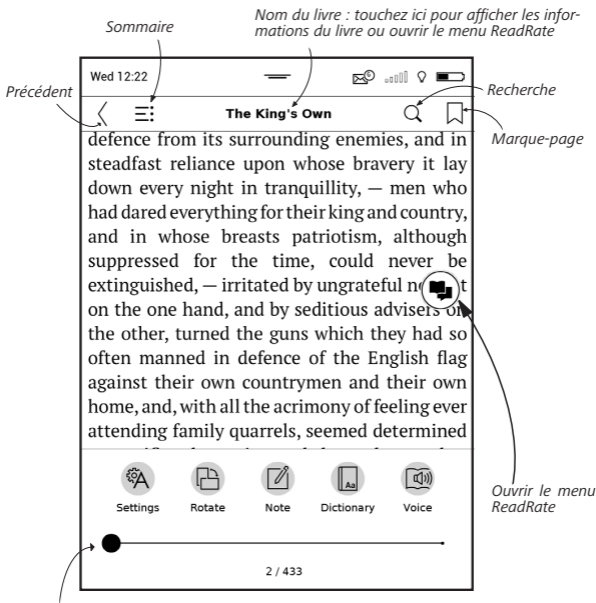 Nom du livre : touchez ici pour afficher les infor-
mations du livre ou ouvrir le menu ReadRate
Sommaire
Précédent
Wed 12:22
6
The King's Own
Recherche
Marque-page
defence from its surrounding enemies, and in
steadfast reliance upon whose bravery it lay
down every night in tranquillity, — men who
had dared everything for their king and country,
and in whose breasts patriotism, although
suppressed for the time, could never be
extinguished, — irritated by ungrateful
on the one hand, and by seditious advisers on
the other, turned the guns which they had so
often manned in defence of the English flag
against their own countrymen and their own
home, and, with all the acrimony of feeling ever
attending family quarrels, seemed determined
Ouvrir le menu
ReadRate
A
Aa
Settings Rotate Note Dictionary Voice
2 / 433